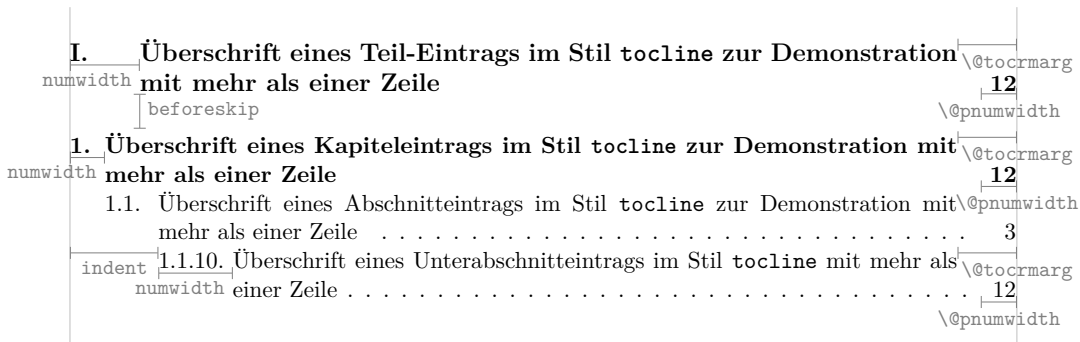 I. Überschrift eines Teil-Eintrags im Stil tocline zur Demonstration \@tocrmarg
numwidth mit mehr als einer Zeile 12
beforeskip \@pnumwidth
1. Überschrift eines Kapiteleintrags im Stil tocline zur Demonstration mit \@tocrmarg
numwidth mehr als einer Zeile 12
1.1. Überschrift eines Abschnitteintrags im Stil tocline zur Demonstration mit \@pnumwidth
mehr als einer Zeile . . . . . . . . . . . . . . . . . . . . . . . . . . . . . . . . . 3
indent 1.1.10. Überschrift eines Unterabschnitteintrags im Stil tocline mit mehr als \@tocrmarg
numwidth einer Zeile . . . . . . . . . . . . . . . . . . . . . . . . . . . . . . . . . . . 12
\@pnumwidth